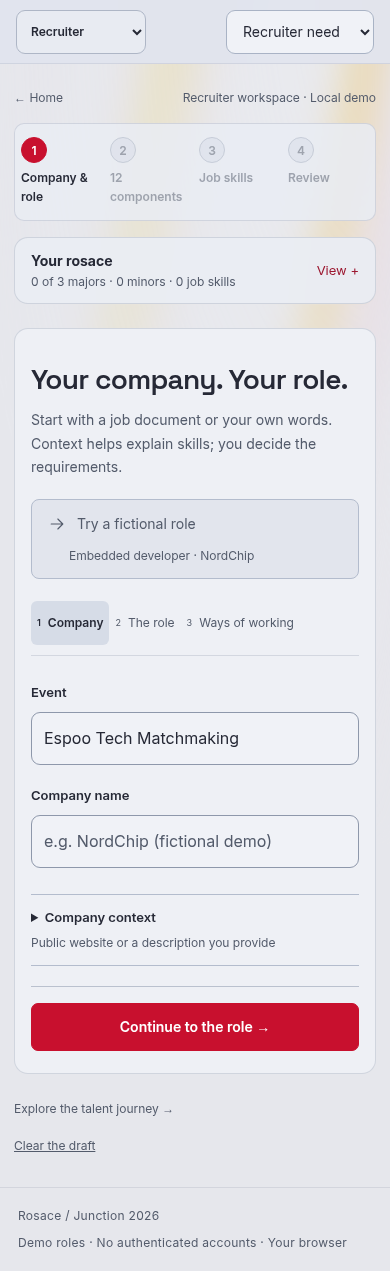 Recruiter
Recruiter need
← Home
Recruiter workspace · Local demo
1
2
3
4
Company & role
12 components
Job skills
Review
Your rosace
0 of 3 majors · 0 minors · 0 job skills
View +
Your company. Your role.
Start with a job document or your own words.
Context helps explain skills; you decide the
requirements.
→ Try a fictional role
Embedded developer · NordChip
1 Company 2 The role 3 Ways of working
Event
Espoo Tech Matchmaking
Company name
e.g. NordChip (fictional demo)
▶ Company context
Public website or a description you provide
Continue to the role →
Explore the talent journey →
Clear the draft
Rosace / Junction 2026
Demo roles · No authenticated accounts · Your browser